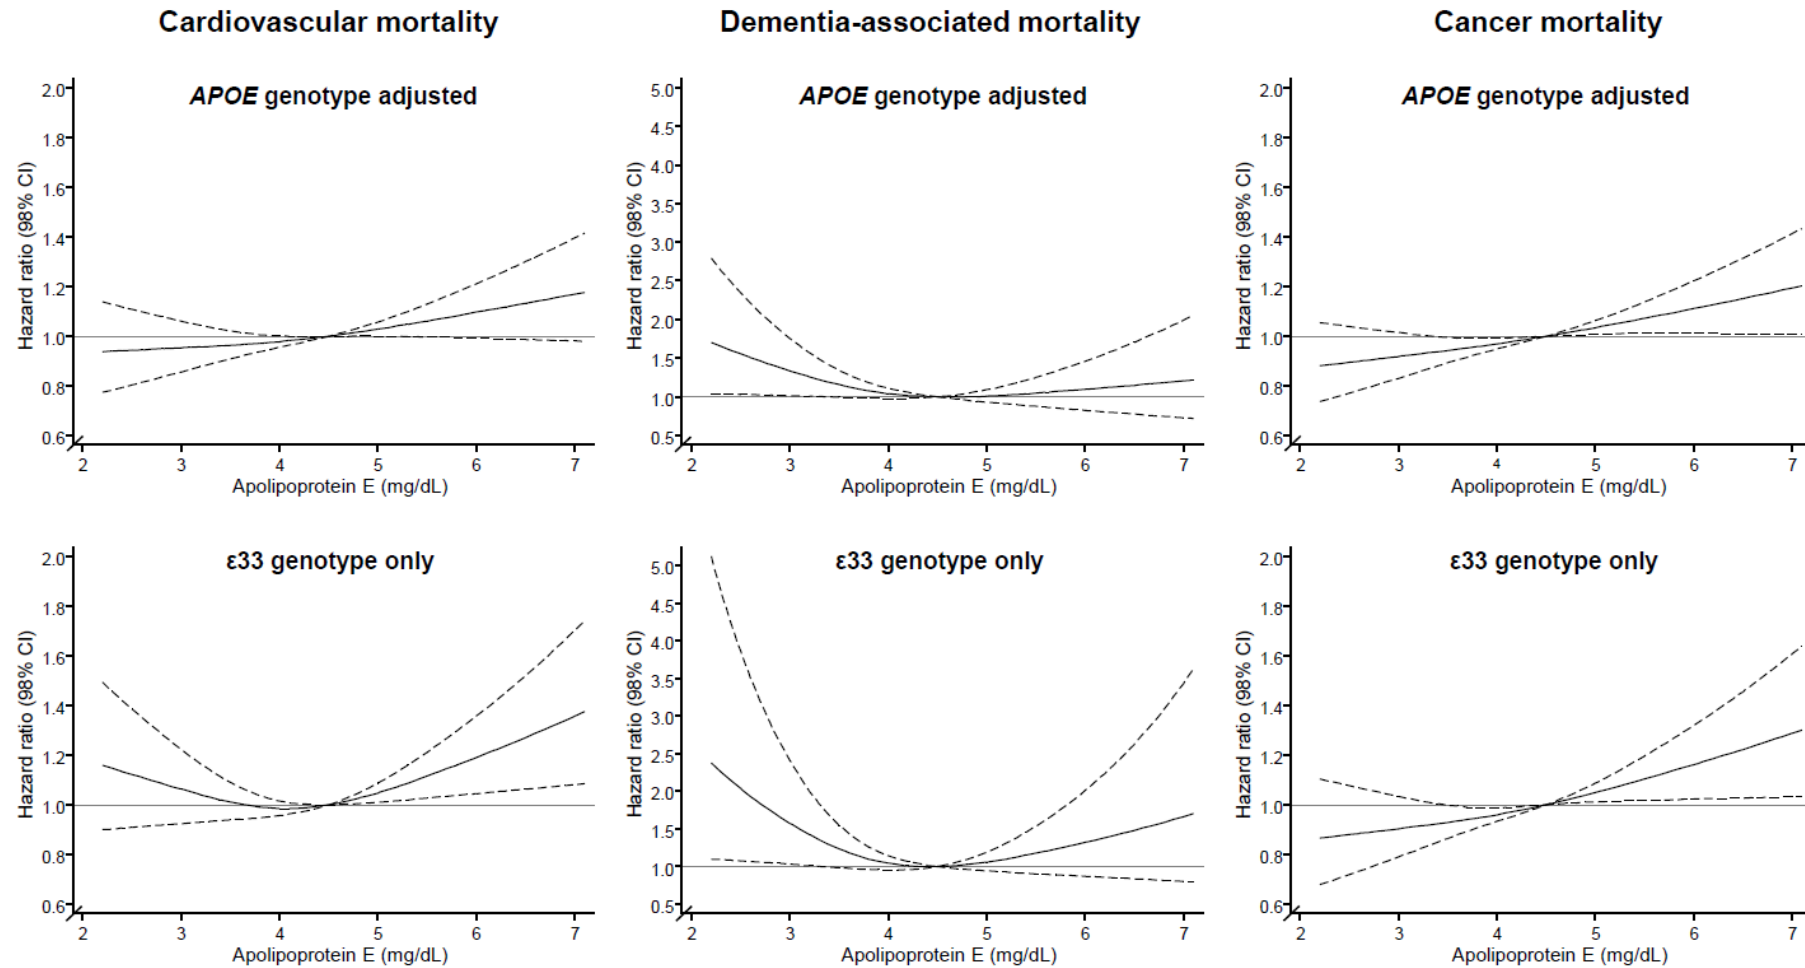 Cardiovascular mortality
Dementia-associated mortality
Cancer mortality
APOE genotype adjusted
Hazard ratio (98% CI)
2.0
1.8
1.6
1.4
1.2
1.0
0.8
0.6
2 3 4 5 6 7
Apolipoprotein E (mg/dL)
APOE genotype adjusted
Hazard ratio (98% CI)
5.0
4.5
4.0
3.5
3.0
2.5
2.0
1.5
1.0
0.5
2 3 4 5 6 7
Apolipoprotein E (mg/dL)
APOE genotype adjusted
Hazard ratio (98% CI)
2.0
1.8
1.6
1.4
1.2
1.0
0.8
0.6
2 3 4 5 6 7
Apolipoprotein E (mg/dL)
ε33 genotype only
Hazard ratio (98% CI)
2.0
1.8
1.6
1.4
1.2
1.0
0.8
0.6
2 3 4 5 6 7
Apolipoprotein E (mg/dL)
ε33 genotype only
Hazard ratio (98% CI)
5.0
4.5
4.0
3.5
3.0
2.5
2.0
1.5
1.0
0.5
2 3 4 5 6 7
Apolipoprotein E (mg/dL)
ε33 genotype only
Hazard ratio (98% CI)
2.0
1.8
1.6
1.4
1.2
1.0
0.8
0.6
2 3 4 5 6 7
Apolipoprotein E (mg/dL)